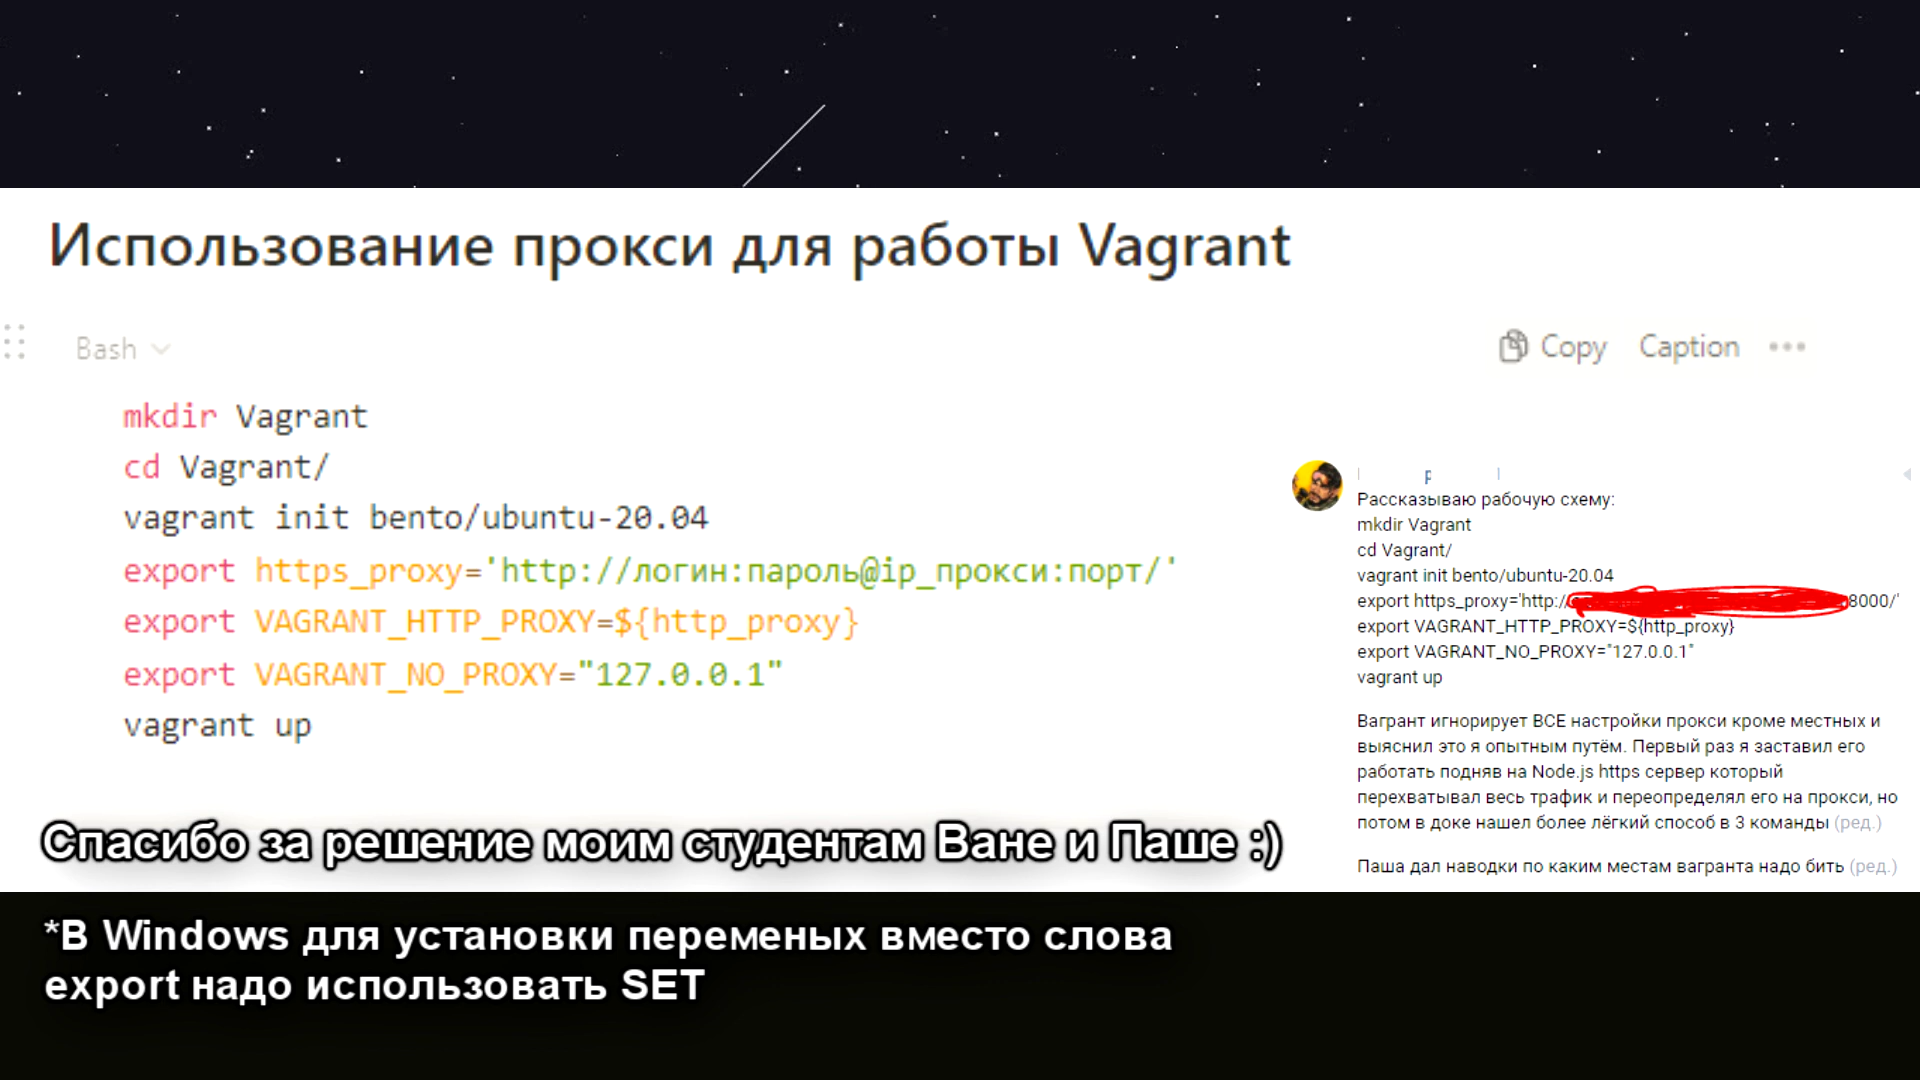 Использование прокси для работы Vagrant
Bash
Copy Caption
mkdir Vagrant
cd Vagrant/
vagrant init bento/ubuntu-20.04
export https_proxy='http://логин:пароль@ip_прокси:порт/'
export VAGRANT_HTTP_PROXY=${http_proxy}
export VAGRANT_NO_PROXY="127.0.0.1"
vagrant up
Рассказываю рабочую схему:
mkdir Vagrant
cd Vagrant/
vagrant init bento/ubuntu-20.04
export https_proxy='http:// 8000/'
export VAGRANT_HTTP_PROXY=${http_proxy}
export VAGRANT_NO_PROXY="127.0.0.1"
vagrant up
Вагрант игнорирует ВСЕ настройки прокси кроме местных и
выяснил это я опытным путём. Первый раз я заставил его
работать подняв на Node.js https сервер который
перехватывал весь трафик и переопределял его на прокси, но
потом в доке нашел более лёгкий способ в 3 команды (ред.)
Паша дал наводки по каким местам вагранта надо бить (ред.)
Спасибо за решение моим студентам Ване и Паше :)
*В Windows для установки переменых вместо слова
export надо использовать SET